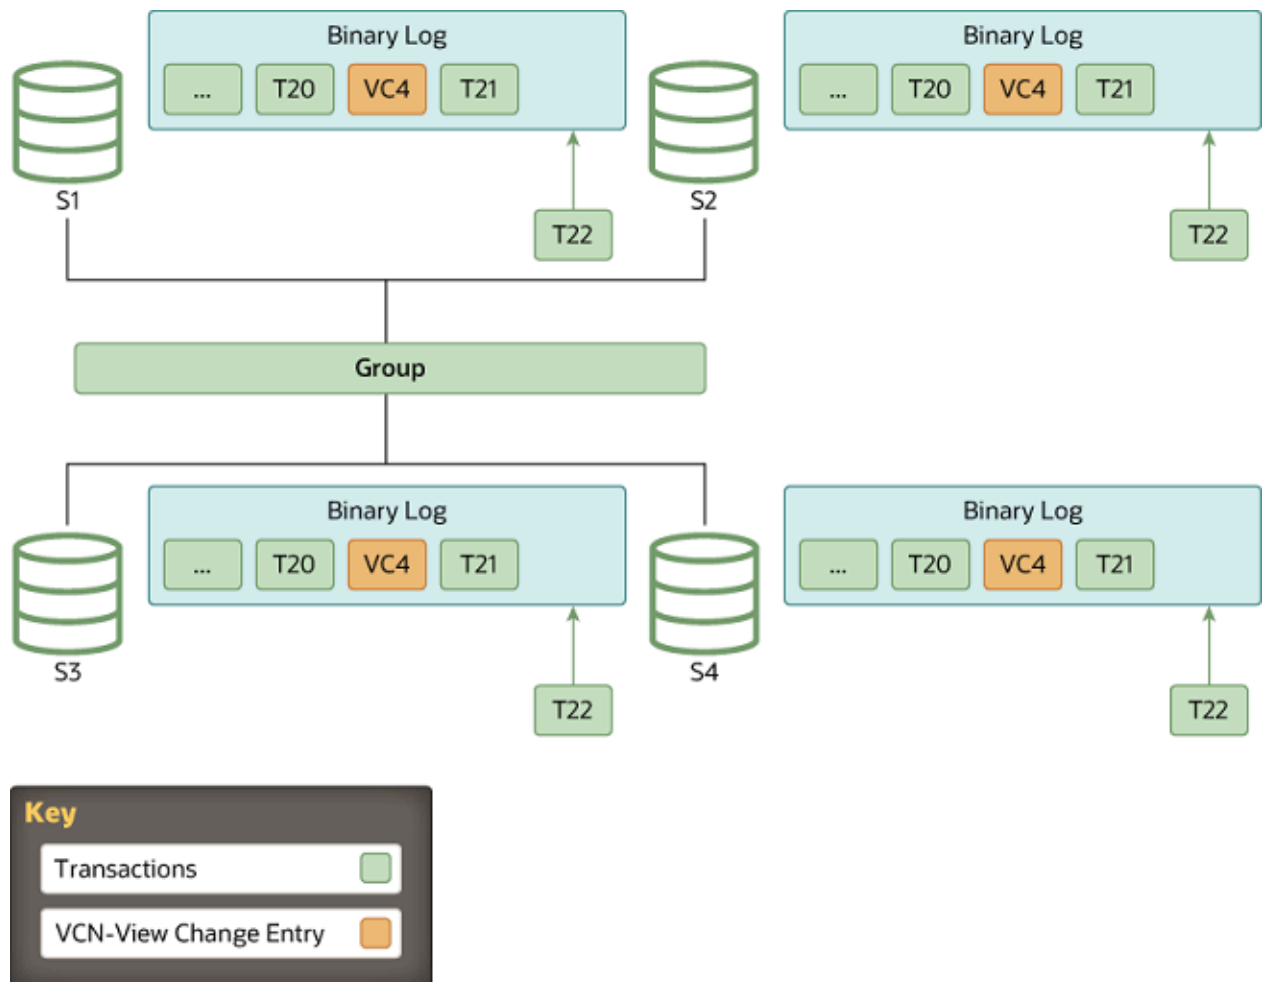 Binary Log
Binary Log
... T20 VC4 T21
... T20 VC4 T21
S1
S2
T22
T22
Group
Binary Log
Binary Log
... T20 VC4 T21
... T20 VC4 T21
S3
S4
T22
T22
Key
Transactions
VCN-View Change Entry